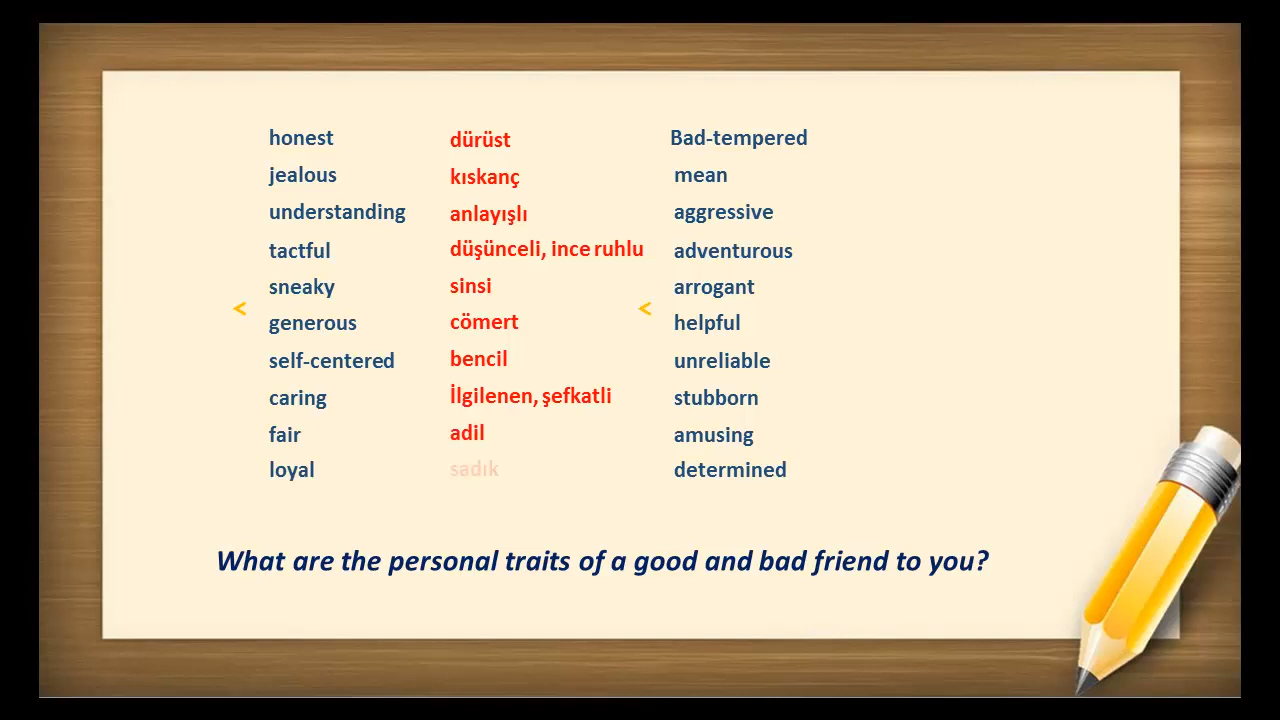 honest dürüst Bad-tempered
jealous kıskanç mean
understanding anlayışlı aggressive
tactful düşünceli, ince ruhlu adventurous
sneaky sinsi arrogant
< <
generous cömert helpful
self-centered bencil unreliable
caring İlgilenen, şefkatli stubborn
fair adil amusing
loyal sadık determined
What are the personal traits of a good and bad friend to you?